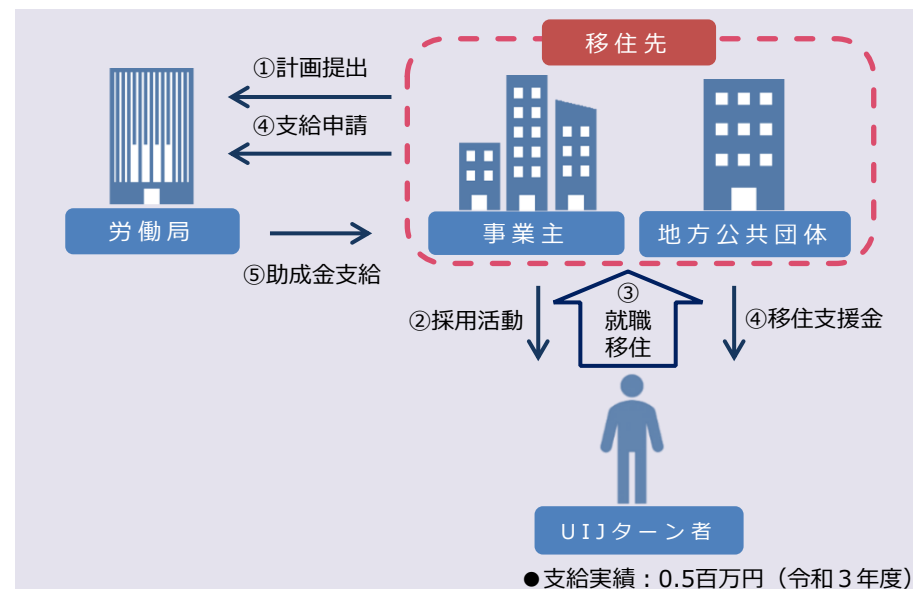 移住先
①計画提出
④支給申請
労働局
事業主
地方公共団体
⑤助成金支給
②採用活動
③
就職
移住
④移住支援金
UIJターン者
●支給実績：0.5百万円（令和３年度）